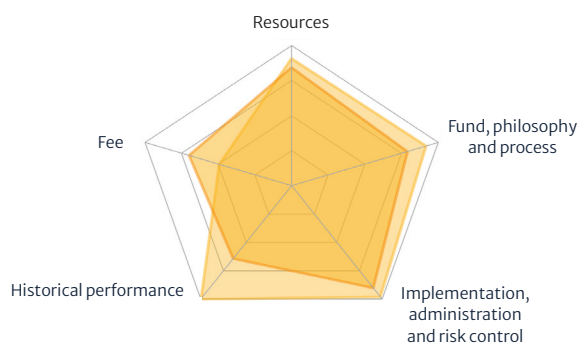 Resources
Fee
Fund, philosophy
and process
Historical performance
Implementation,
administration
and risk control